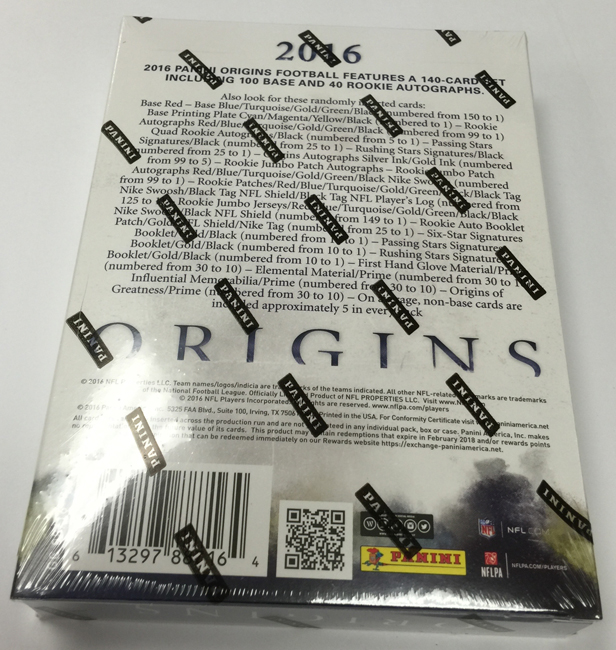 2016
2016 PANINI ORIGINS FOOTBALL FEATURES A 140-CARD SET
INCLUDING 100 BASE AND 40 ROOKIE AUTOGRAPHS.
Also look for these randomly cards:
Base Red – Base Blue/Turquoise/Gold/Green/Black numbered from 150 to 1)
Base Printing Plate Cyan/Magenta/Yellow/Black to 1) – Rookie
Autographs Red/Blue/Turquoise/Gold/Green/Black (numbered from 99 to 1)
Quad Rookie Black (numbered from 5 to 1) – Passing Stars
Signatures/Black (numbered from 25 to 1) – Rushing Stars Signatures/Black
from 25 to 1) – Autographs Silver Ink/Gold Ink (numbered
from 99 to 5) – Rookie Jumbo Patch Autographs – Rookie Jumbo Patch
Autographs Red/Blue/Turquoise/Gold/Green/Black Nike (numbered
from 99 to 1) – Rookie Patches/Red/Blue/Turquoise/Gold/Green/Black/Black Tag
Nike Swoosh/Black Tag NFL Shield/Black Tag NFL Player's Log
125 to Rookie Jumbo Jerseys/Red/Blue/Turquoise/Gold/Green/Black/Black
Nike Swoosh/Black NFL Shield (numbered from 149 to 1) – Rookie Auto Booklet
Patch/Gold/NFL Shield/Nike Tag (numbered from 25 to 1) – Six-Star Signatures
Booklet/Gold/Black (numbered from to 1) – Passing Stars Signatures
Booklet/Gold/Black (numbered from 10 to 1) – Rushing Stars Signatures
Booklet/Gold/Black (numbered from 10 to 1) – First Hand Glove Material/Prime
(numbered from 30 to 10) – Elemental Material/Prime (numbered from 30 to
Influential Memorabilia/Prime from 30 to 10) – Origins of
Greatness/Prime from 30 to 10) – On average, non-base cards are
included approximately 5 in every pack
ORIGINS
© 2016 NFL Properties LLC. Team names/logos/indicia are trademarks of the teams indicated. All other NFL-related trademarks are trademarks
of the National Football League. Officially Licensed Product of NFL PROPERTIES LLC. Visit www.
© 2016 NFL Players Incorporated. All rights reserved. www.nflpa.com/players
© 2016 5325 FAA Blvd., Suite 100, Irving, TX Printed in the USA. For Conformity Certificate visit
across the production run and are not in any individual pack, box or case. Panini America, Inc. makes
value of its cards. This product may contain redemptions that expire in February 2018 and/or rewards points
that can be redeemed immediately on our Rewards website https://exchange-paniniamerica.net.
6 13297 16 4
PANINI
NFL
NFLPA
NFLPA.COM/PLAYERS